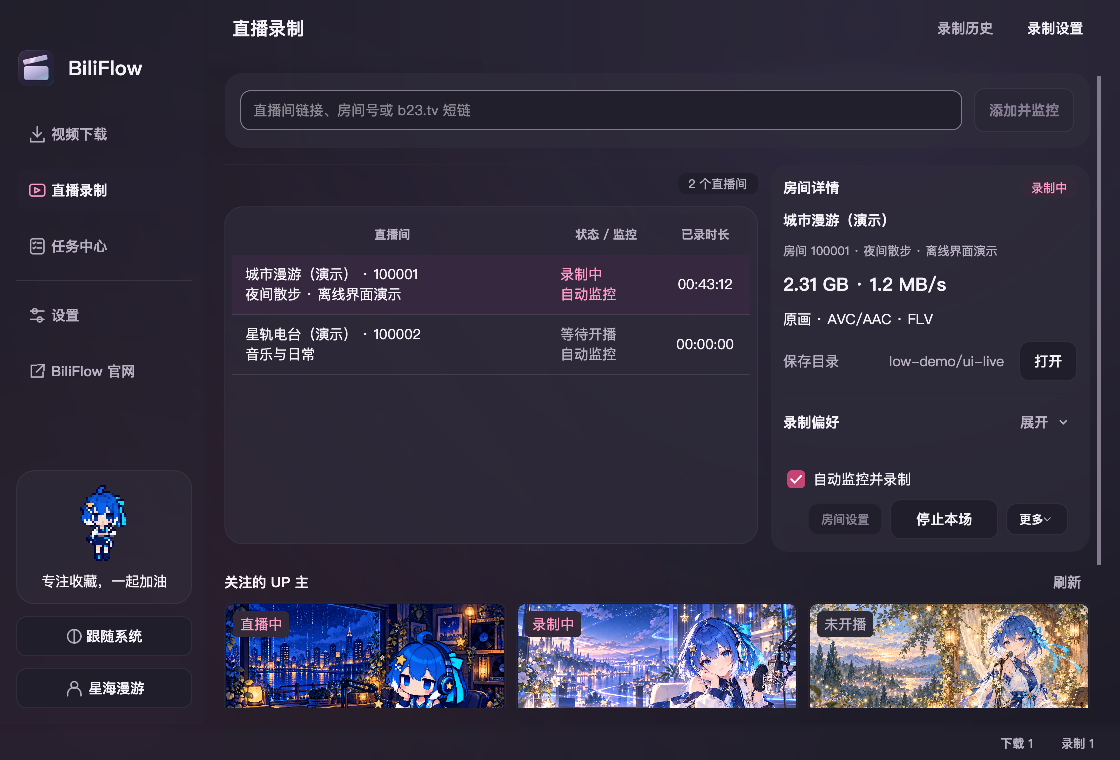 BiliFlow
视频下载
直播录制
任务中心
设置
BiliFlow 官网
专注收藏，一起加油
跟随系统
星海漫游
直播录制
录制历史
录制设置
直播间链接、房间号或 b23.tv 短链
添加并监控
2 个直播间
直播间 状态 / 监控 已录时长
城市漫游（演示） · 100001 录制中
夜间散步 · 离线界面演示 自动监控
00:43:12
星轨电台（演示） · 100002 等待开播
音乐与日常 自动监控
00:00:00
房间详情 录制中
城市漫游（演示）
房间 100001 · 夜间散步 · 离线界面演示
2.31 GB · 1.2 MB/s
原画 · AVC/AAC · FLV
保存目录 low-demo/ui-live 打开
录制偏好 展开
自动监控并录制
房间设置 停止本场 更多
关注的 UP 主 刷新
直播中 录制中 未开播
下载 1 录制 1